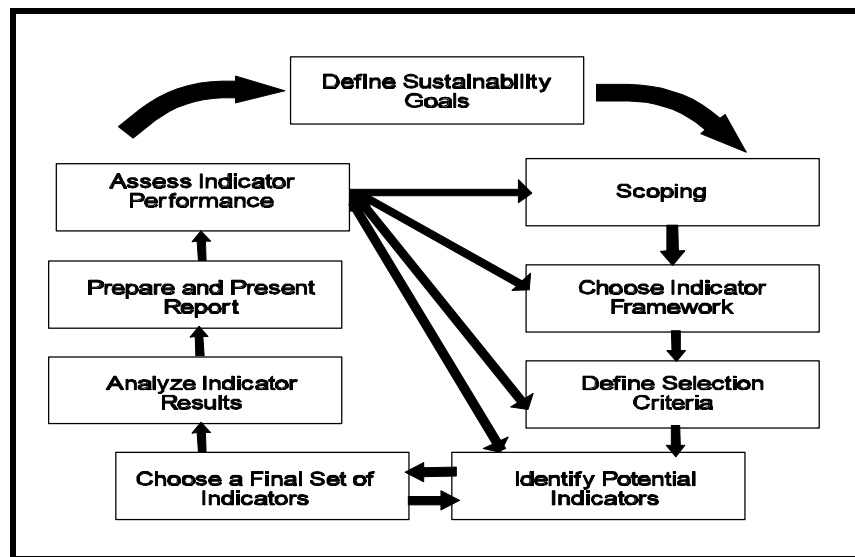 Define Sustainability
Goals
Assess Indicator
Performance
Scoping
Prepare and Present
Report
Choose Indicator
Framework
Analyze Indicator
Results
Define Selection
Criteria
Choose a Final Set of
Indicators
Identify Potential
Indicators